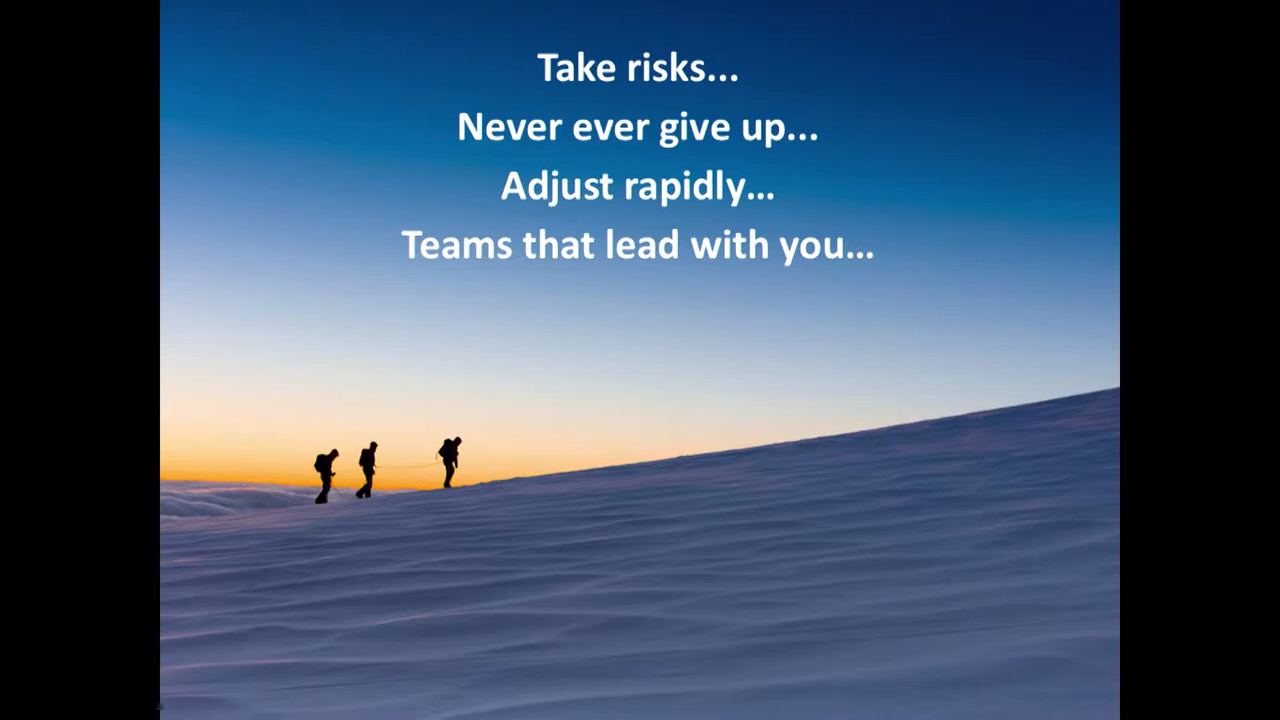 Take risks...
Never ever give up...
Adjust rapidly...
Teams that lead with you...